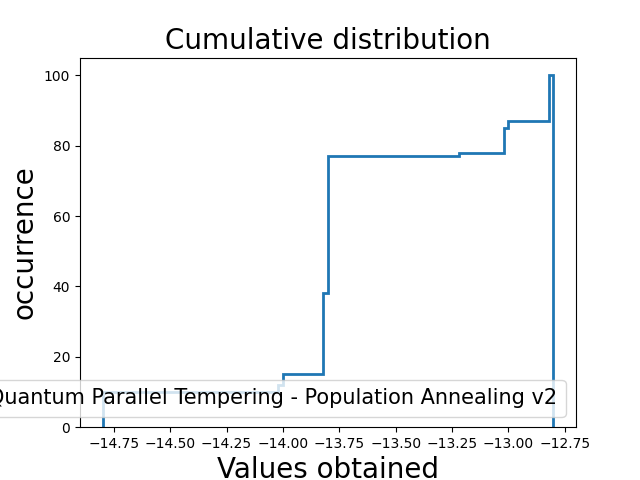 Cumulative distribution
100
80
60
40
20
0
occurrence
Quantum Parallel Tempering - Population Annealing v2
−14.75 −14.50 −14.25 −14.00 −13.75 −13.50 −13.25 −13.00 −12.75
Values obtained